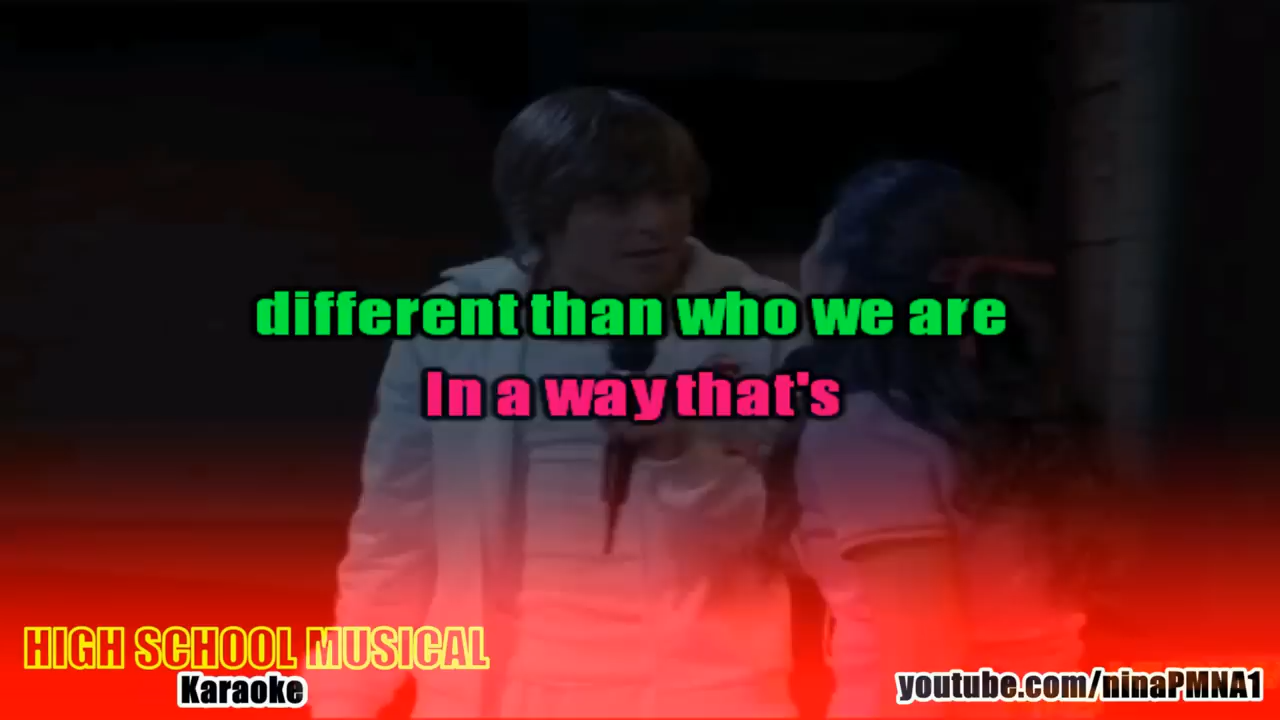 different than who we are
In a way that's
HIGH SCHOOL MUSICAL
Karaoke
youtube.com/ninaPMNA1